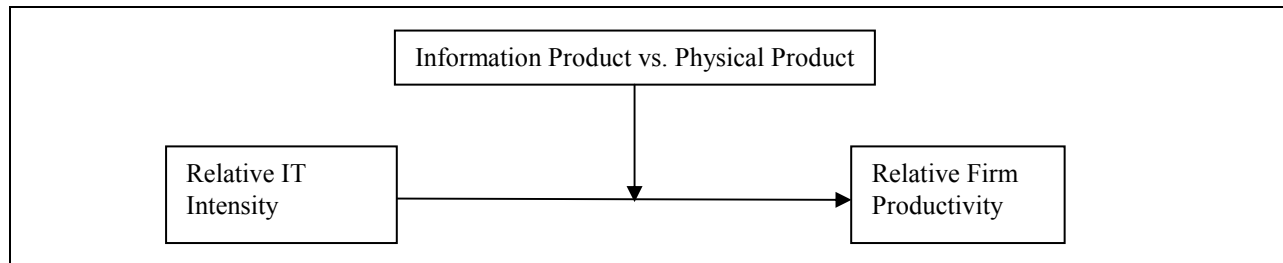 Information Product vs. Physical Product
Relative IT
Intensity
Relative Firm
Productivity